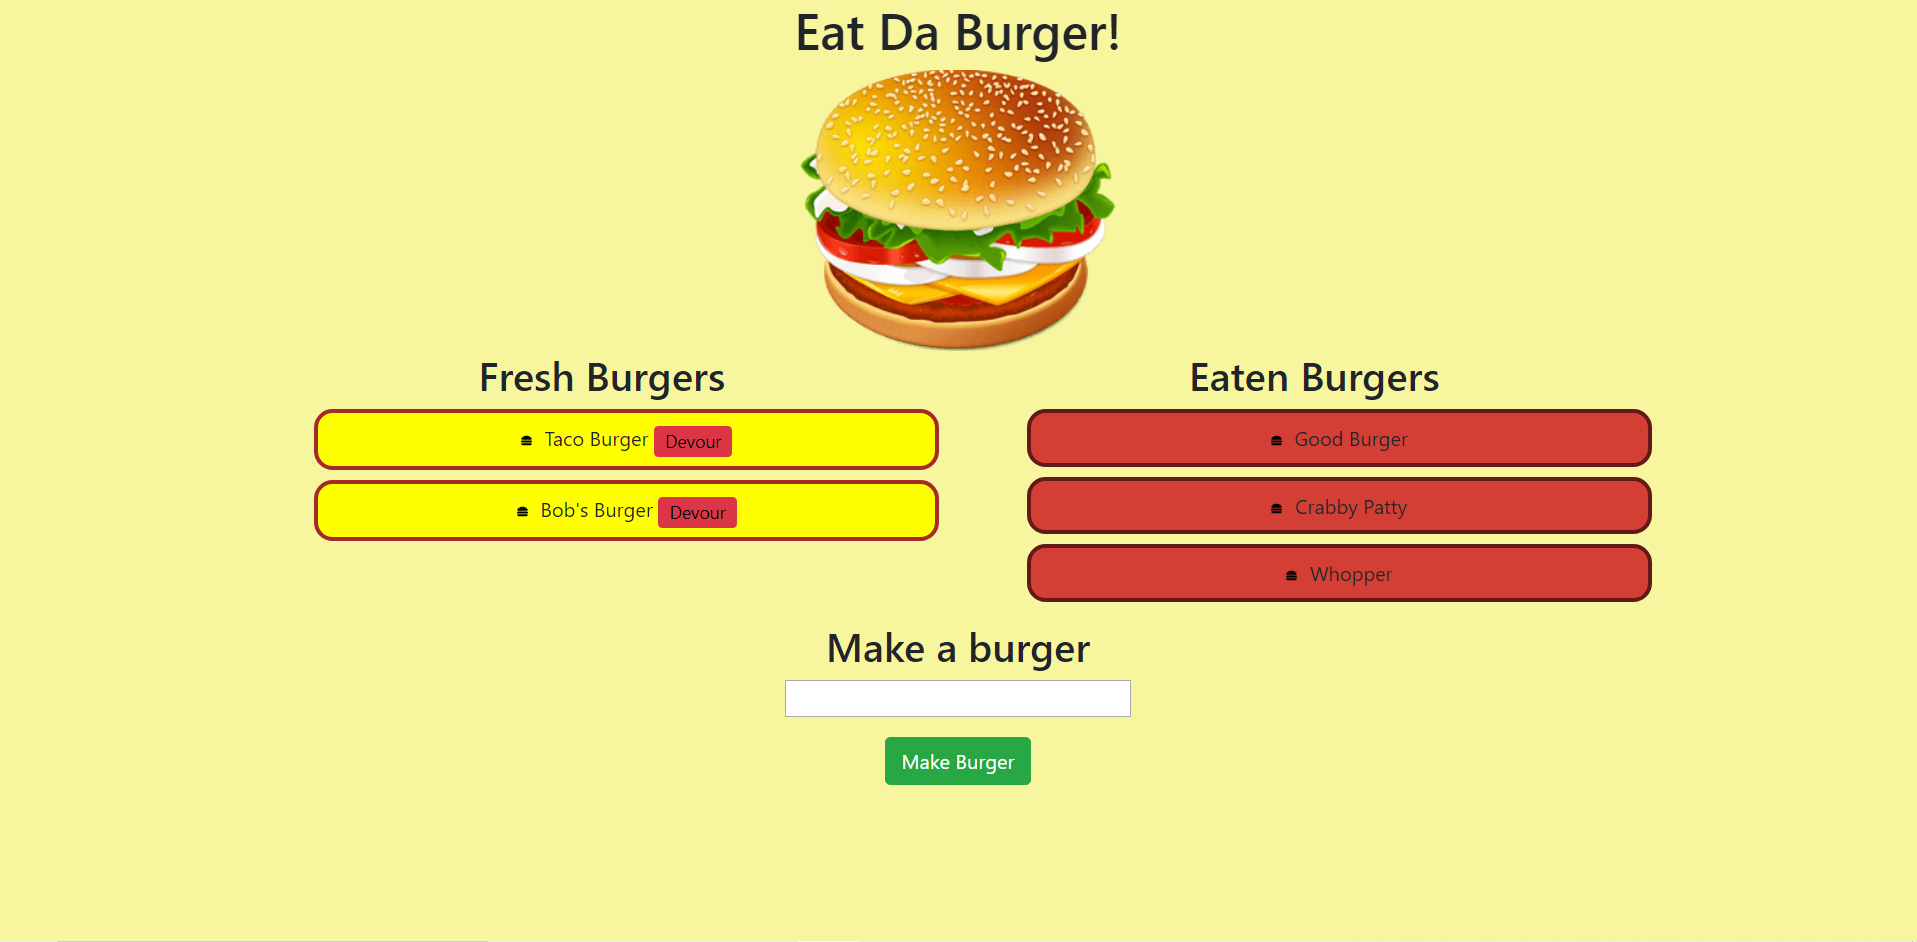 Eat Da Burger!
Fresh Burgers
Taco Burger Devour
Bob's Burger Devour
Eaten Burgers
Good Burger
Crabby Patty
Whopper
Make a burger
Make Burger